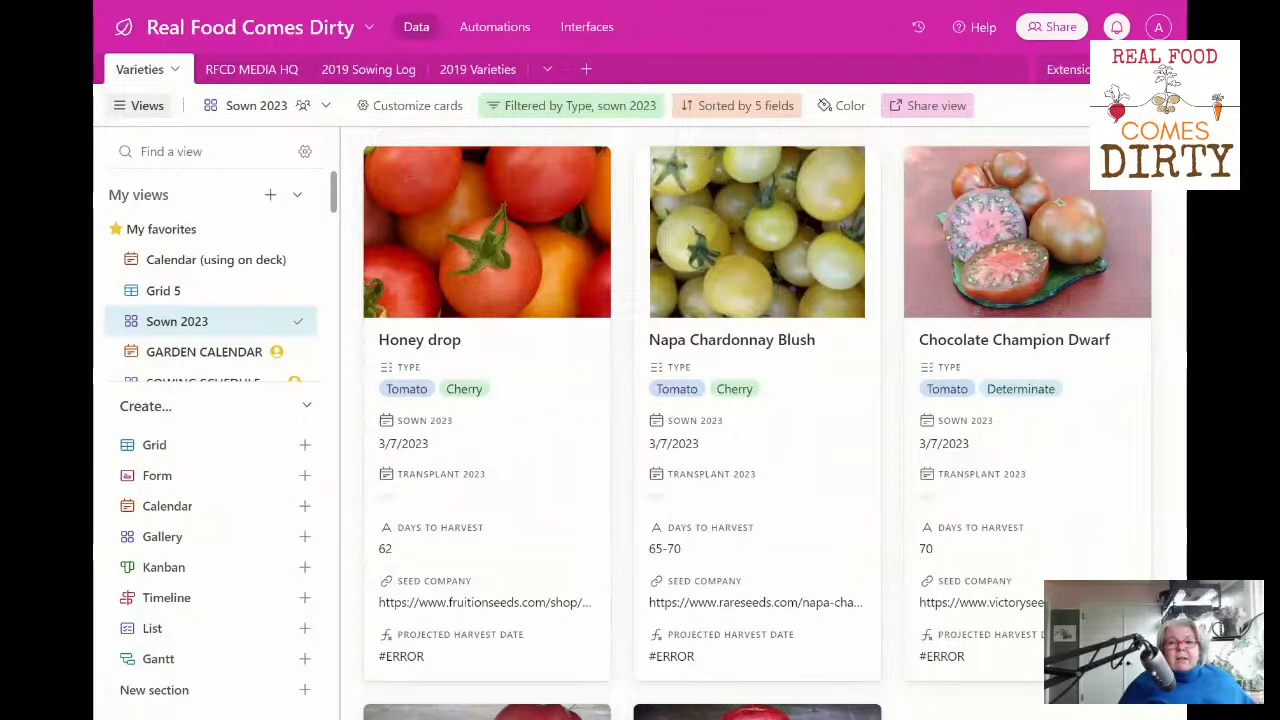 Real Food Comes Dirty
Data
Automations
Interfaces
Help
Share
A
Varieties
RFCD MEDIA HQ
2019 Sowing Log
2019 Varieties
Extensio
REAL FOOD
COMES
DIRTY
Views
Sown 2023
Customize cards
Filtered by Type, sown 2023
Sorted by 5 fields
Color
Share view
Find a view
My views
My favorites
Calendar (using on deck)
Grid 5
Sown 2023
GARDEN CALENDAR
SOWING SCHEDULE
Create...
Grid
Form
Calendar
Gallery
Kanban
Timeline
List
Gantt
New section
Honey drop
TYPE
Tomato Cherry
SOWN 2023
3/7/2023
TRANSPLANT 2023
DAYS TO HARVEST
62
SEED COMPANY
https://www.fruitionseeds.com/shop/...
PROJECTED HARVEST DATE
#ERROR
Napa Chardonnay Blush
TYPE
Tomato Cherry
SOWN 2023
3/7/2023
TRANSPLANT 2023
DAYS TO HARVEST
65-70
SEED COMPANY
https://www.rareseeds.com/napa-cha...
PROJECTED HARVEST DATE
#ERROR
Chocolate Champion Dwarf
TYPE
Tomato Determinate
SOWN 2023
3/7/2023
TRANSPLANT 2023
DAYS TO HARVEST
70
SEED COMPANY
https://www.victorysee
PROJECTED HARVEST D
#ERROR